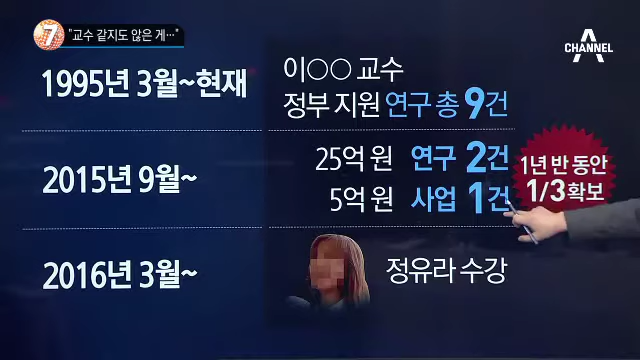 7 "교수 같지도 않은 게…"
CHANNEL A
1995년 3월~현재
이○○ 교수
정부 지원 연구 총 9건
2015년 9월~
25억 원 연구 2건
5억 원 사업 1건
1년 반 동안
1/3 확보
2016년 3월~
정유라 수강